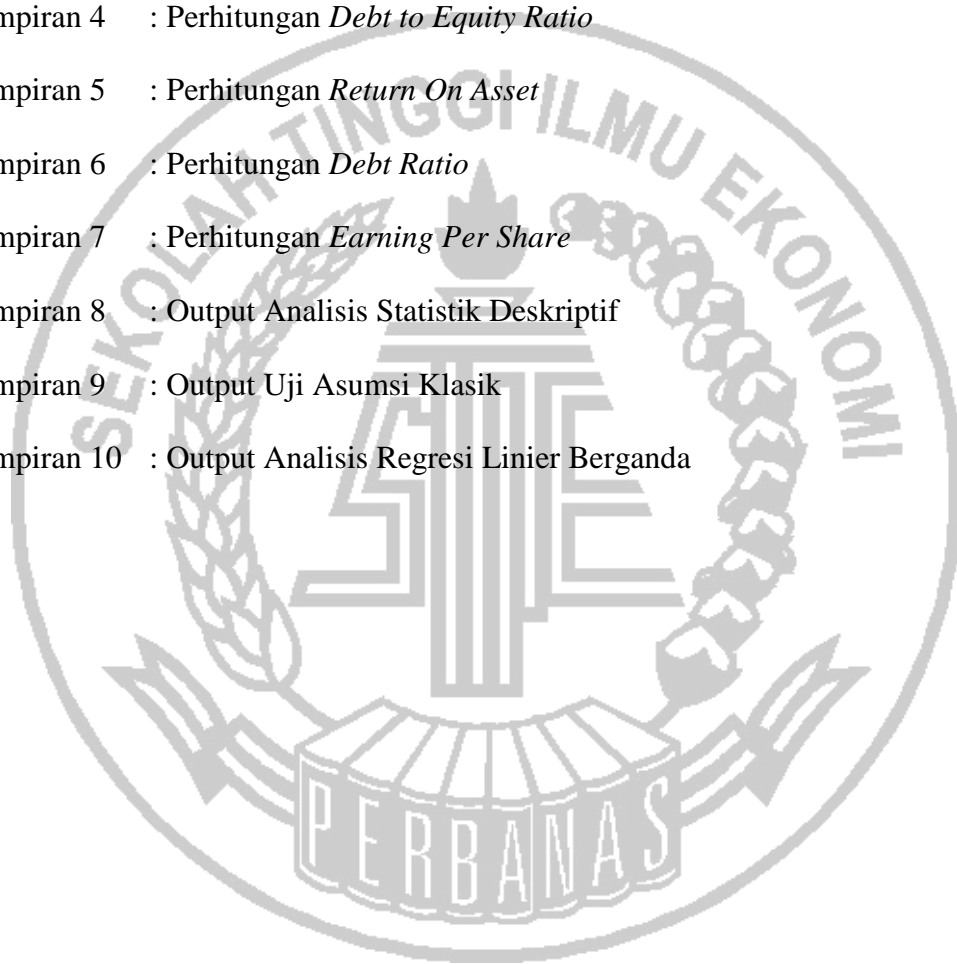 mpiran 4 : Perhitungan Debt to Equity Ratio
mpiran 5 : Perhitungan Return On Asset
mpiran 6 : Perhitungan Debt Ratio
mpiran 7 : Perhitungan Earning Per Share
mpiran 8 : Output Analisis Statistik Deskriptif
mpiran 9 : Output Uji Asumsi Klasik
mpiran 10 : Output Analisis Regresi Linier Berganda
SEKOLAH TINGGI ILMU EKONOMI
PERBANAS